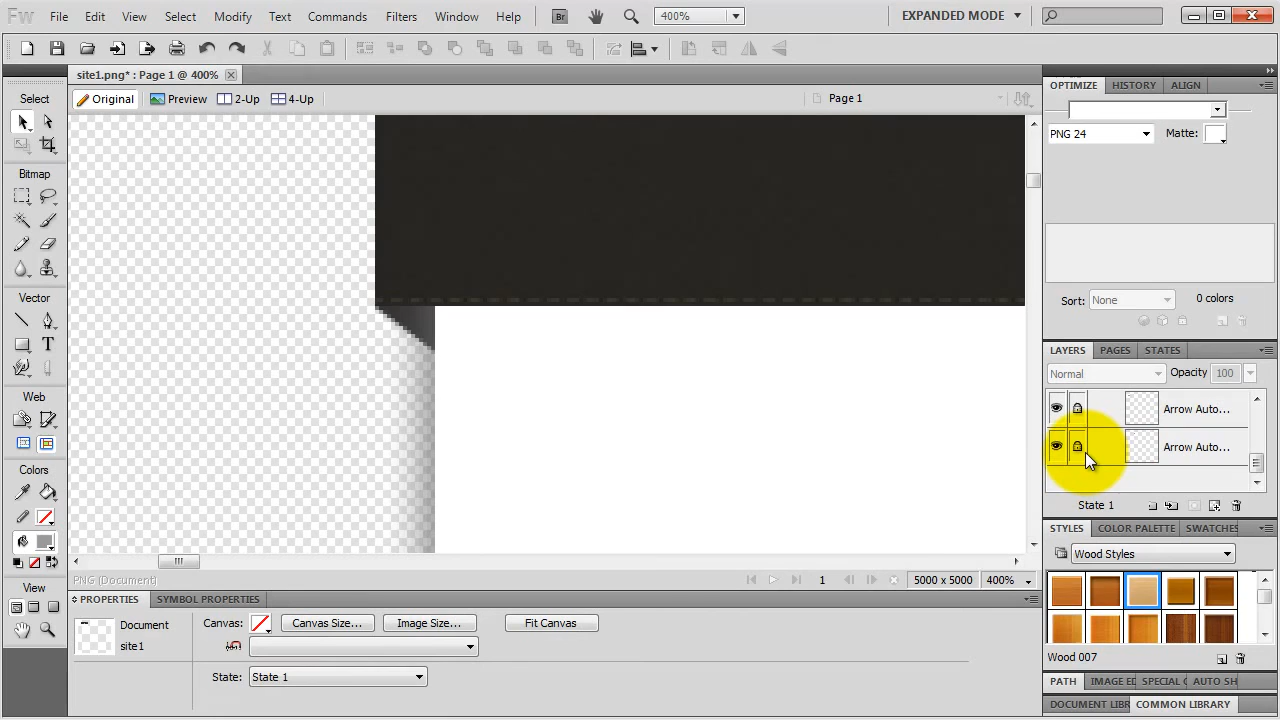 Fw File Edit View Select Modify Text Commands Filters Window Help Br 400% EXPANDED MODE
site1.png* : Page 1 @ 400%
Original Preview 2-Up 4-Up Page 1
Select
Bitmap
Vector
Web
Colors
View
OPTIMIZE HISTORY ALIGN
PNG 24 Matte:
Sort: None 0 colors
LAYERS PAGES STATES
Normal Opacity 100
Arrow Auto...
Arrow Auto...
State 1
STYLES COLOR PALETTE SWATCHES
Wood Styles
Wood 007
PATH IMAGE ED SPECIAL C AUTO SH
DOCUMENT LIBR COMMON LIBRARY
PNG (Document) 1 5000 x 5000 400%
PROPERTIES SYMBOL PROPERTIES
Document
site1
Canvas: Canvas Size... Image Size... Fit Canvas
State: State 1